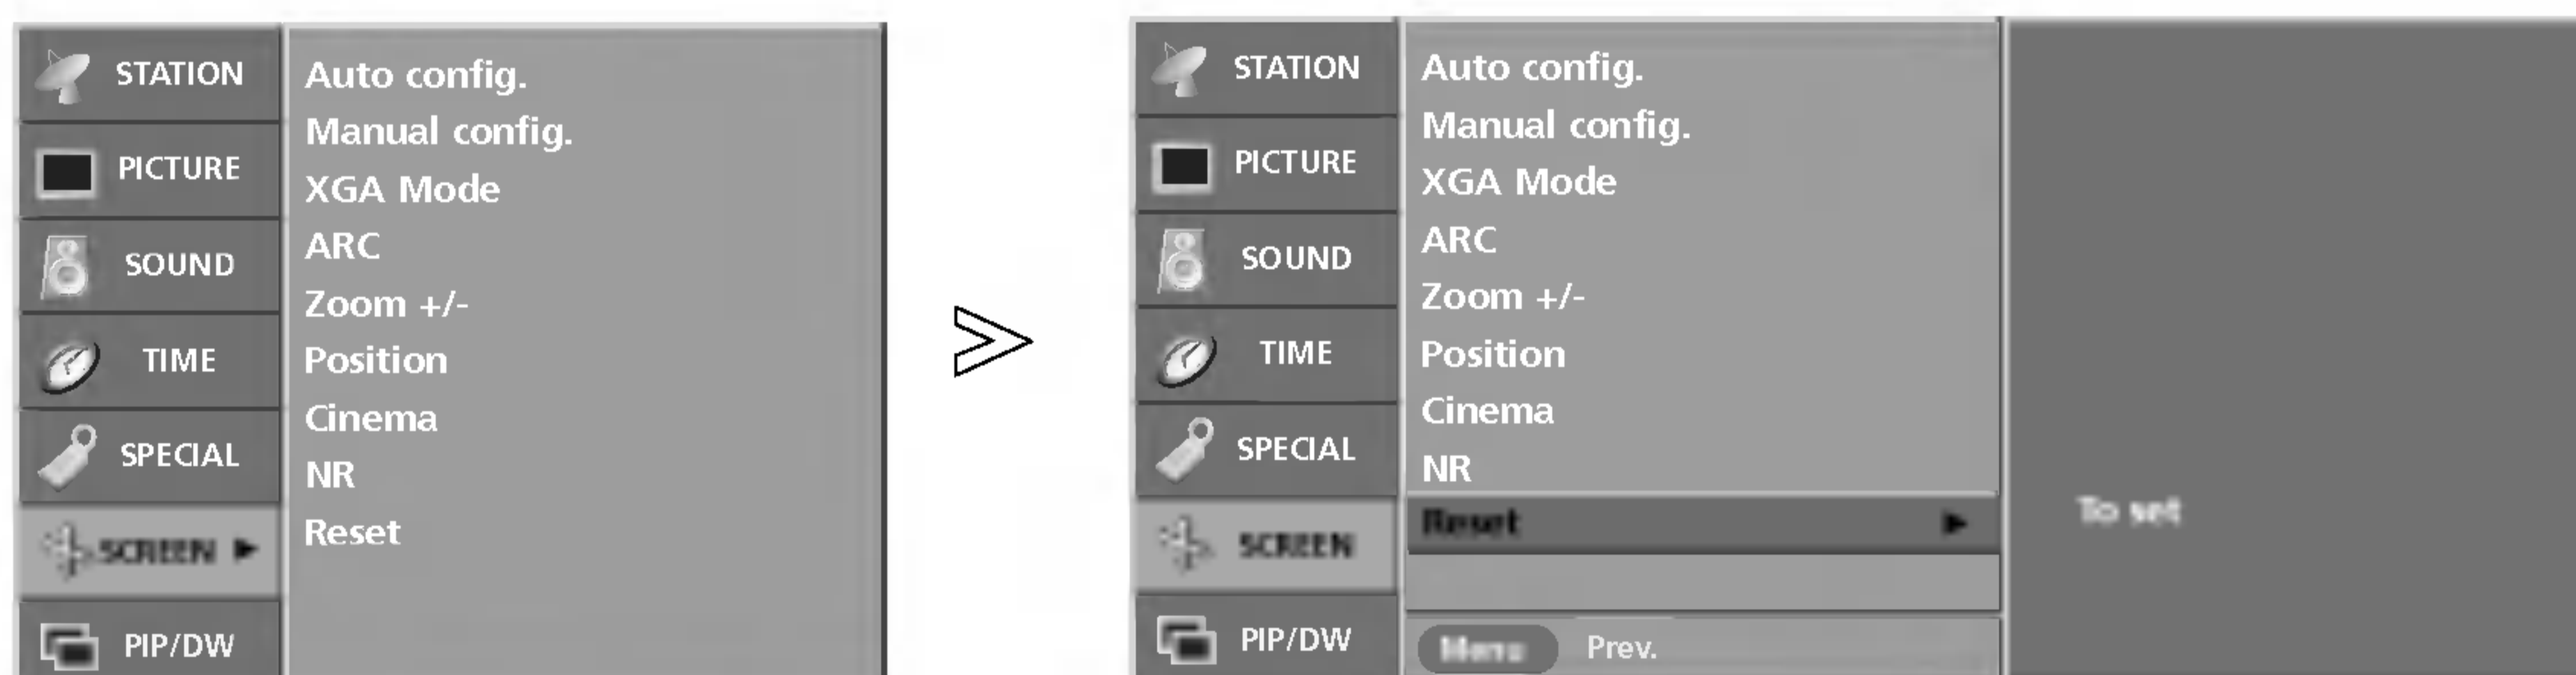 STATION
PICTURE
SOUND
TIME
SPECIAL
SCREEN
PIP/DW
Auto config.
Manual config.
XGA Mode
ARC
Zoom +/-
Position
Cinema
NR
Reset
STATION
PICTURE
SOUND
TIME
SPECIAL
SCREEN
PIP/DW
Auto config.
Manual config.
XGA Mode
ARC
Zoom +/-
Position
Cinema
NR
Reset
Menu Prev.
To set